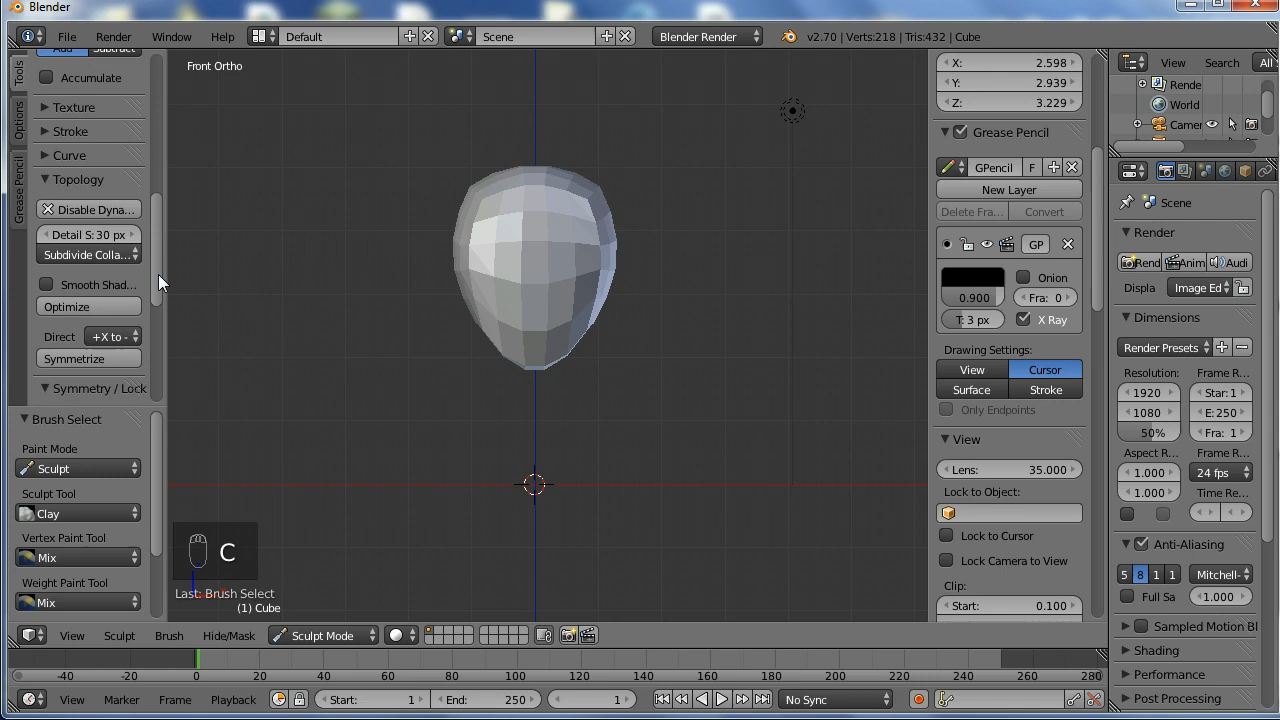 Blender
File Render Window Help Default Scene Blender Render v2.70 | Verts:218 | Tris:432 | Cube
Tools
Options
Grease Pencil
Add Subtract
Accumulate
Texture
Stroke
Curve
Topology
Disable Dyna...
Detail S: 30 px
Subdivide Colla...
Smooth Shad...
Optimize
Direct +X to -
Symmetrize
Symmetry / Lock
Brush Select
Paint Mode
Sculpt
Sculpt Tool
Clay
Vertex Paint Tool
Mix
Weight Paint Tool
Mix
Front Ortho
C
Last: Brush Select
(1) Cube
X: 2.598
Y: 2.939
Z: 3.229
Grease Pencil
GPencil F
New Layer
Delete Fra... Convert
GP
Onion
0.900 Fra: 0
T: 3 px X Ray
Drawing Settings:
View Cursor
Surface Stroke
Only Endpoints
View
Lens: 35.000
Lock to Object:
Lock to Cursor
Lock Camera to View
Clip:
Start: 0.100
View Search All
Rende
World
Camer
Scene
Render
Rend Anim Audi
Displa Image Ed
Dimensions
Render Presets
Resolution: Frame R...
1920 Star: 1
1080 E: 250
50% Fra: 1
Aspect R... Frame R...
1.000 24 fps
1.000 Time Re...
Anti-Aliasing
5 8 1 1 Mitchell-
Full Sa 1.000
Sampled Motion Bl
Shading
Performance
Post Processing
View Sculpt Brush Hide/Mask Sculpt Mode
-40 -20 0 20 40 60 80 100 120 140 160 180 200 220 240 260 280
View Marker Frame Playback Start: 1 End: 250 1 No Sync